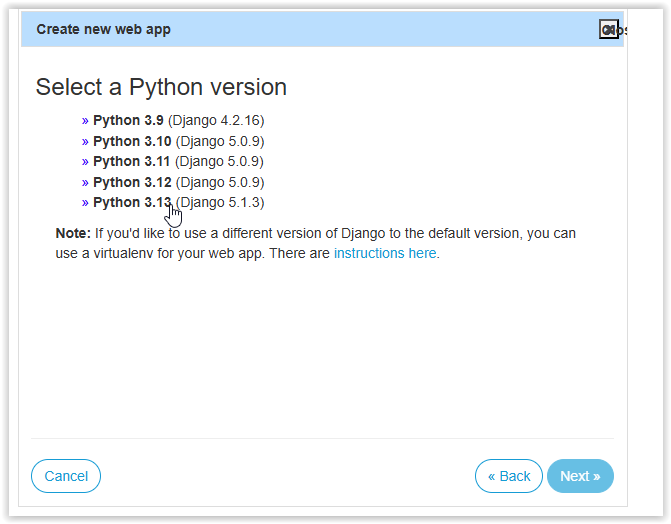 Create new web app
Select a Python version
» Python 3.9 (Django 4.2.16)
» Python 3.10 (Django 5.0.9)
» Python 3.11 (Django 5.0.9)
» Python 3.12 (Django 5.0.9)
» Python 3.13 (Django 5.1.3)
Note: If you'd like to use a different version of Django to the default version, you can
use a virtualenv for your web app. There are instructions here.
Cancel
« Back
Next »